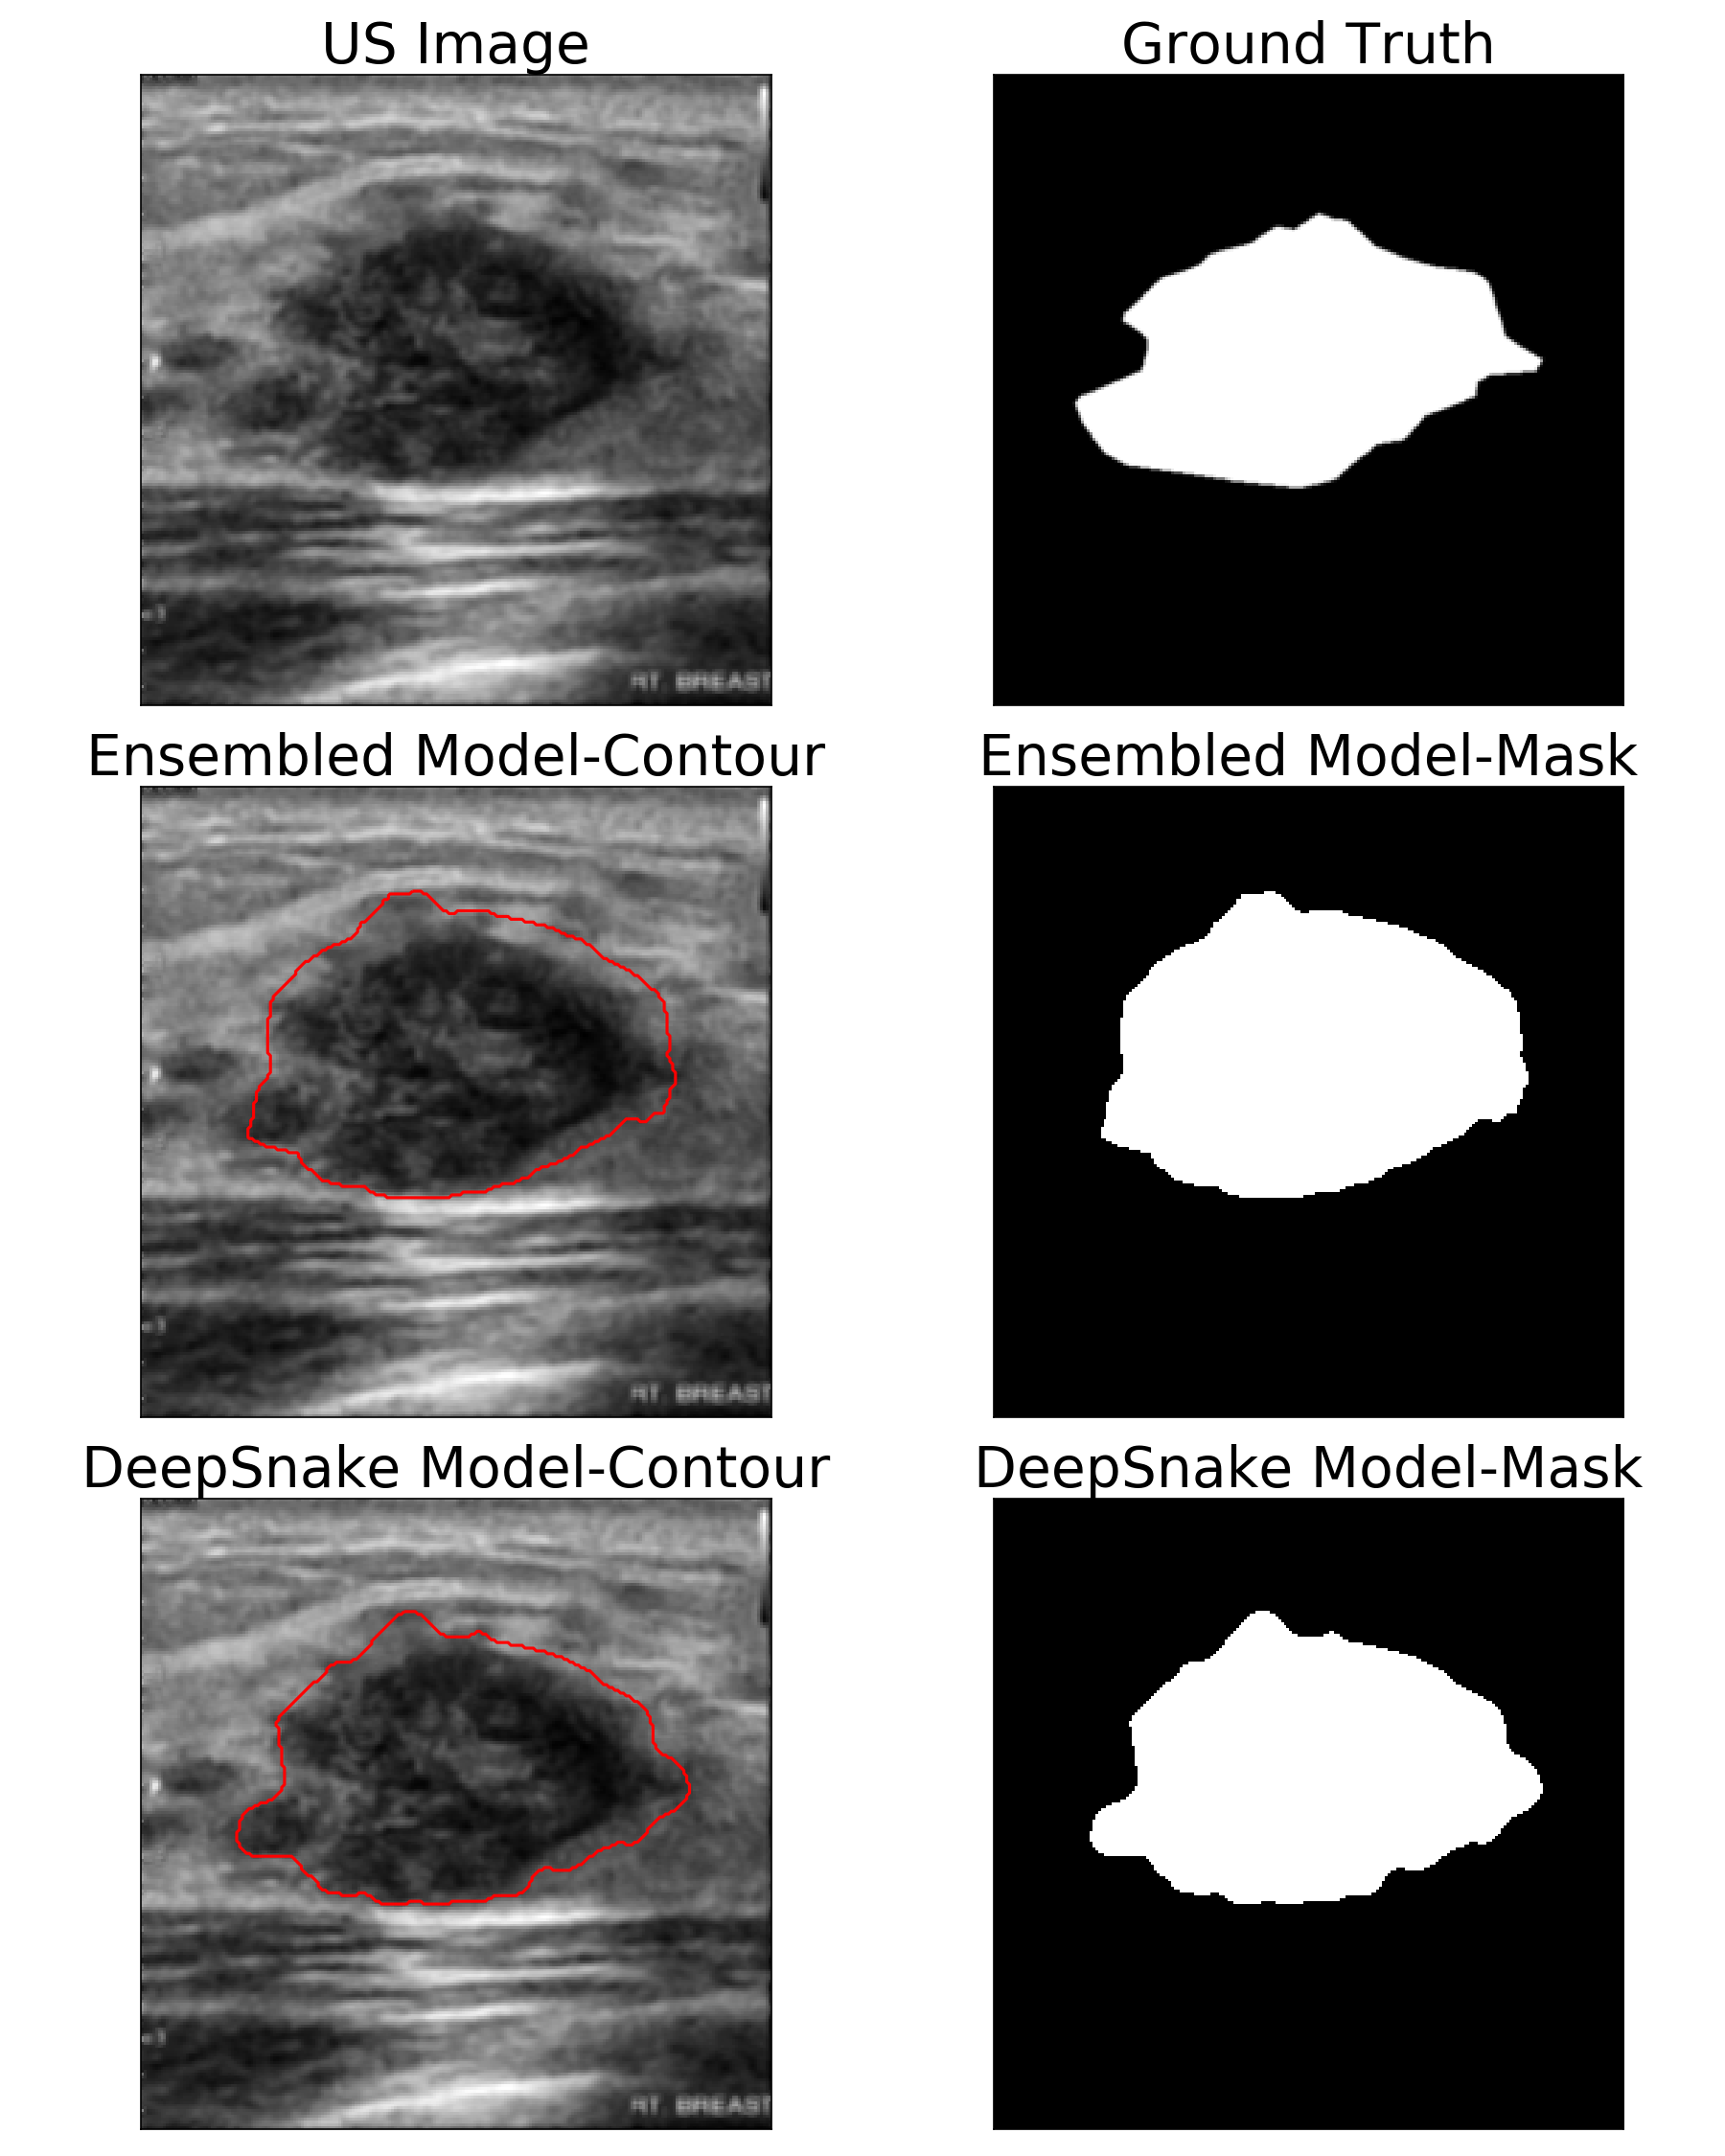 US Image
Ground Truth
RT. BREAST
Ensembled Model-Contour
Ensembled Model-Mask
RT. BREAST
DeepSnake Model-Contour
DeepSnake Model-Mask
RT. BREAST